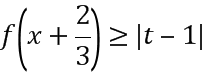 f(x + 2/3) ≥ |t − 1|